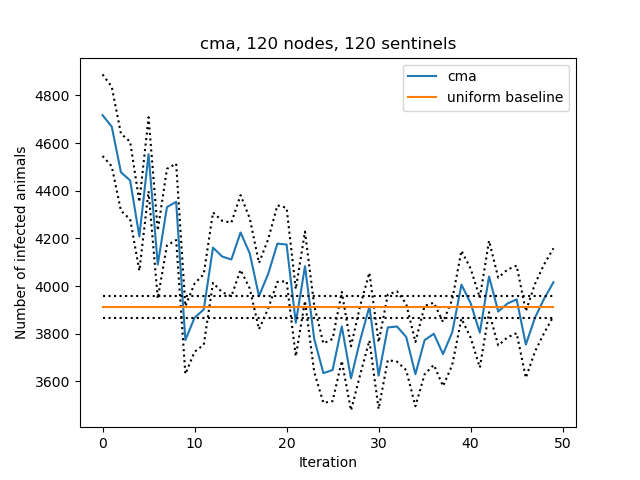 cma, 120 nodes, 120 sentinels
cma
uniform baseline
Number of infected animals
4800
4600
4400
4200
4000
3800
3600
0 10 20 30 40 50
Iteration